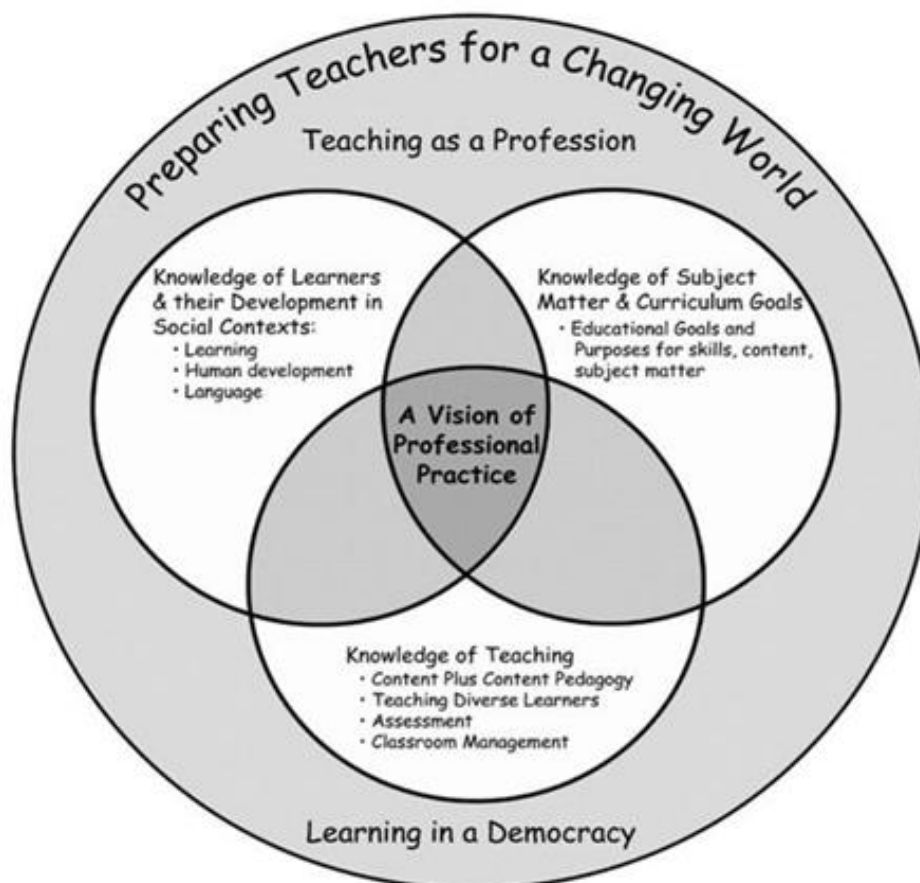 Preparing Teachers for a Changing World
Teaching as a Profession
Knowledge of Learners
& their Development in
Social Contexts:
• Learning
• Human development
• Language
Knowledge of Subject
Matter & Curriculum Goals
• Educational Goals and
Purposes for skills, content,
subject matter
A Vision of
Professional
Practice
Knowledge of Teaching
• Content Plus Content Pedagogy
• Teaching Diverse Learners
• Assessment
• Classroom Management
Learning in a Democracy